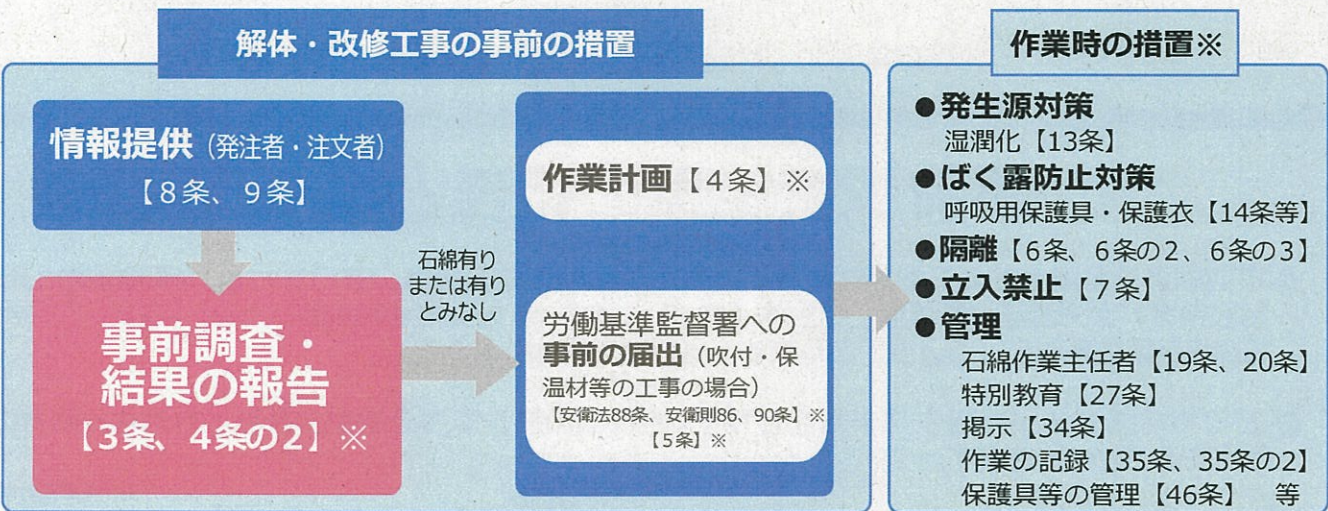 解体・改修工事の事前の措置
情報提供（発注者・注文者）
【８条、９条】
事前調査・
結果の報告
【３条、４条の２】※
石綿有り
または有り
とみなし
作業計画【４条】※
労働基準監督署への
事前の届出（吹付・保
温材等の工事の場合）
【安衛法88条、安衛則86、90条】※
【５条】※
作業時の措置※
●発生源対策
湿潤化【13条】
●ばく露防止対策
呼吸用保護具・保護衣【14条等】
●隔離【６条、６条の２、６条の３】
●立入禁止【７条】
●管理
石綿作業主任者【19条、20条】
特別教育【27条】
掲示【34条】
作業の記録【35条、35条の２】
保護具等の管理【46条】　等